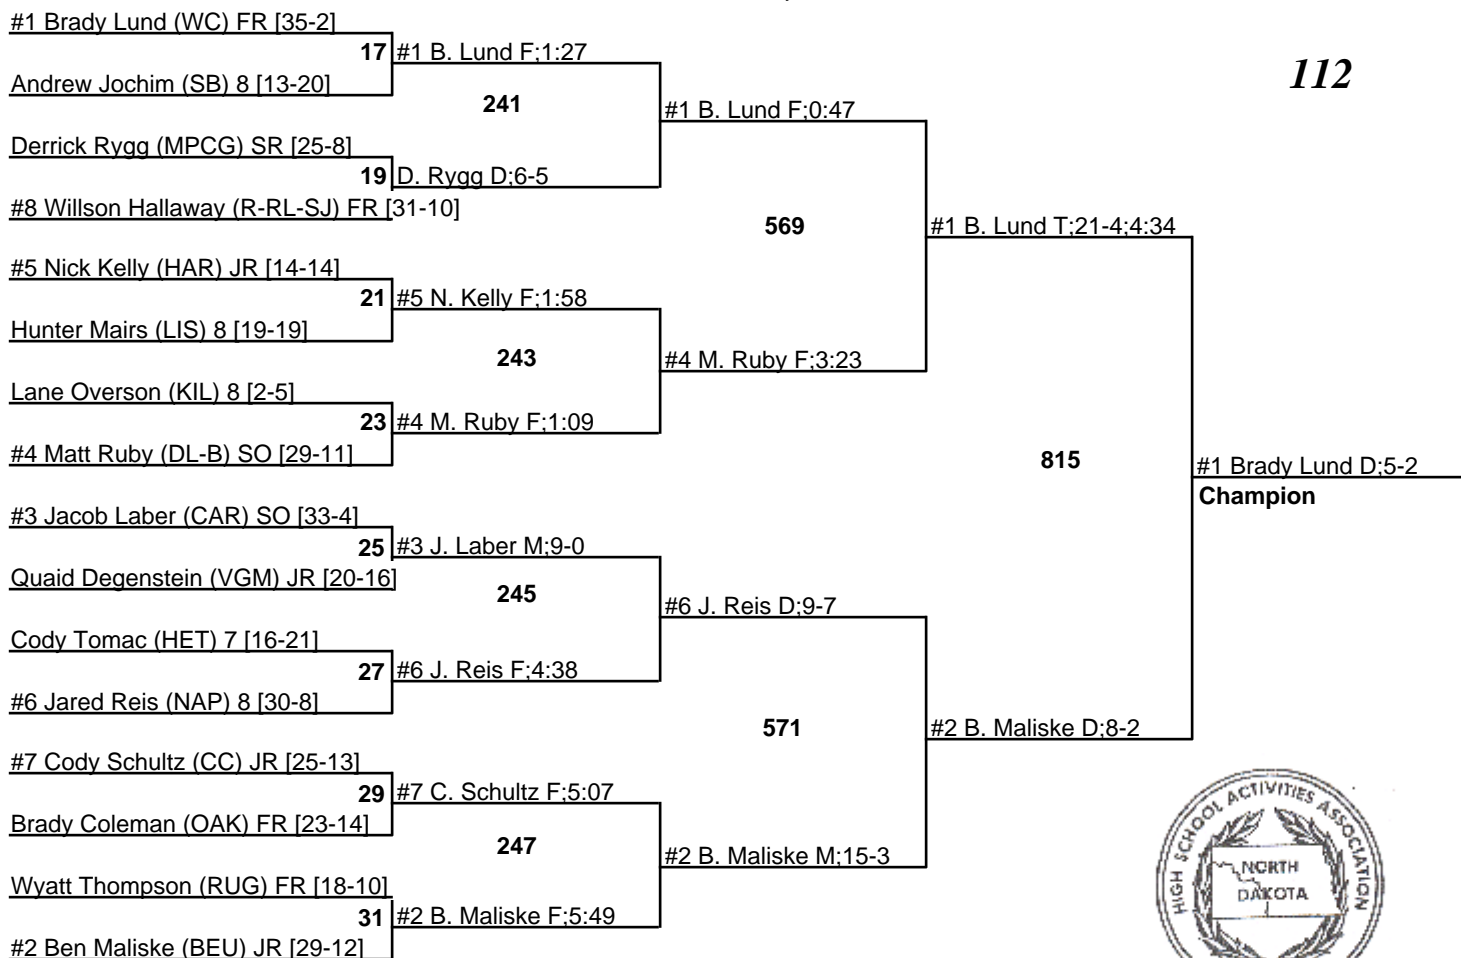 #1 Brady Lund (WC) FR [35-2]
17 #1 B. Lund F;1:27
112
Andrew Jochim (SB) 8 [13-20]
241
#1 B. Lund F;0:47
Derrick Rygg (MPCG) SR [25-8]
19 D. Rygg D;6-5
#8 Willson Hallaway (R-RL-SJ) FR [31-10]
569
#1 B. Lund T;21-4;4:34
#5 Nick Kelly (HAR) JR [14-14]
21 #5 N. Kelly F;1:58
Hunter Mairs (LIS) 8 [19-19]
243
#4 M. Ruby F;3:23
Lane Overson (KIL) 8 [2-5]
23 #4 M. Ruby F;1:09
#4 Matt Ruby (DL-B) SO [29-11]
815
#1 Brady Lund D;5-2
Champion
#3 Jacob Laber (CAR) SO [33-4]
25 #3 J. Laber M;9-0
Quaid Degenstein (VGM) JR [20-16]
245
#6 J. Reis D;9-7
Cody Tomac (HET) 7 [16-21]
27 #6 J. Reis F;4:38
#6 Jared Reis (NAP) 8 [30-8]
571
#2 B. Maliske D;8-2
#7 Cody Schultz (CC) JR [25-13]
29 #7 C. Schultz F;5:07
Brady Coleman (OAK) FR [23-14]
247
#2 B. Maliske M;15-3
Wyatt Thompson (RUG) FR [18-10]
31 #2 B. Maliske F;5:49
#2 Ben Maliske (BEU) JR [29-12]
HIGH SCHOOL ACTIVITIES ASSOCIATION
NORTH
DAKOTA